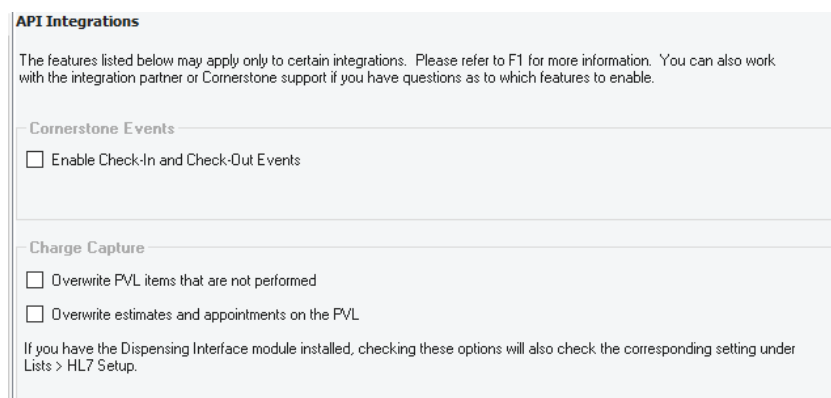 API Integrations
The features listed below may apply only to certain integrations. Please refer to F1 for more information. You can also work
with the integration partner or Cornerstone support if you have questions as to which features to enable.
Cornerstone Events
Enable Check-In and Check-Out Events
Charge Capture
Overwrite PVL items that are not performed
Overwrite estimates and appointments on the PVL
If you have the Dispensing Interface module installed, checking these options will also check the corresponding setting under
Lists > HL7 Setup.